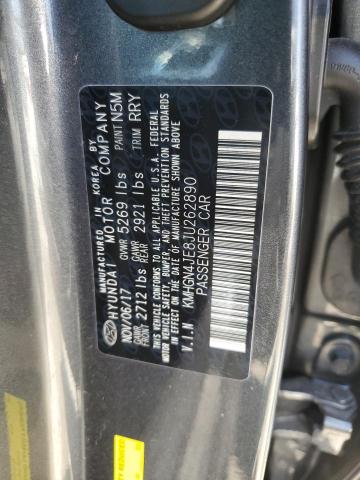 MANUFACTURED IN KOREA BY
HYUNDAI MOTOR COMPANY
NOV/06/17 GVWR 5269 lbs PAINT N5M
GAWR FRONT 2712 lbs GAWR REAR 2921 lbs TRIM RRY
THIS VEHICLE CONFORMS TO ALL APPLICABLE U.S.A. FEDERAL
MOTOR VEHICLE SAFETY, BUMPER, AND THEFT PREVENTION STANDARDS
IN EFFECT ON THE DATE OF MANUFACTURE SHOWN ABOVE
V.I.N KMHGN4JE8JU262890
PASSENGER CAR